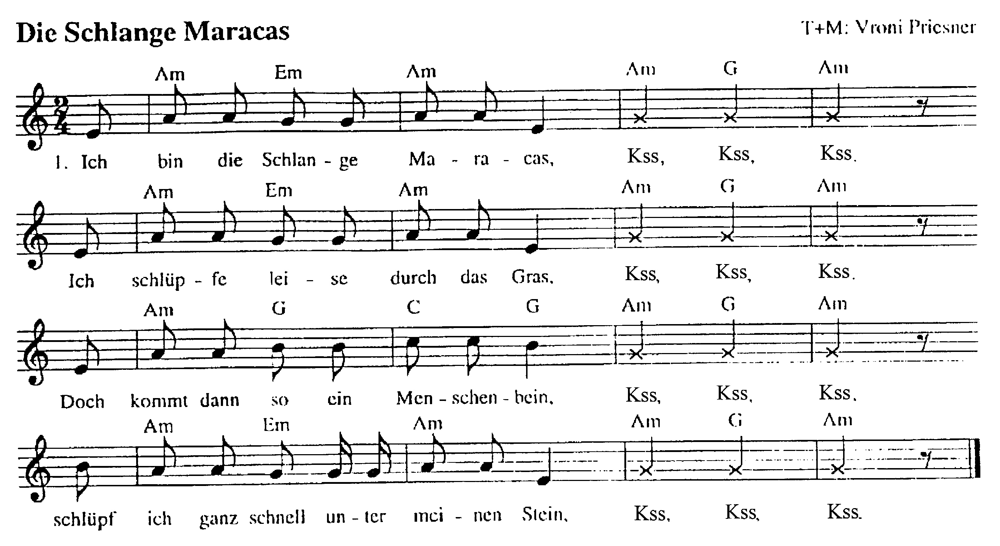 Die Schlange Maracas
T+M: Vroni Priesner
Am Em Am Am G Am
2/4
1. Ich bin die Schlan - ge Ma - ra - cas, Kss, Kss, Kss.
Am Em Am Am G Am
Ich schlüp - fe lei - se durch das Gras. Kss, Kss, Kss.
Am G C G Am G Am
Doch kommt dann so ein Men - schen - bein, Kss, Kss, Kss.
Am Em Am Am G Am
schlüpf ich ganz schnell un - ter mei - nen Stein. Kss, Kss, Kss.